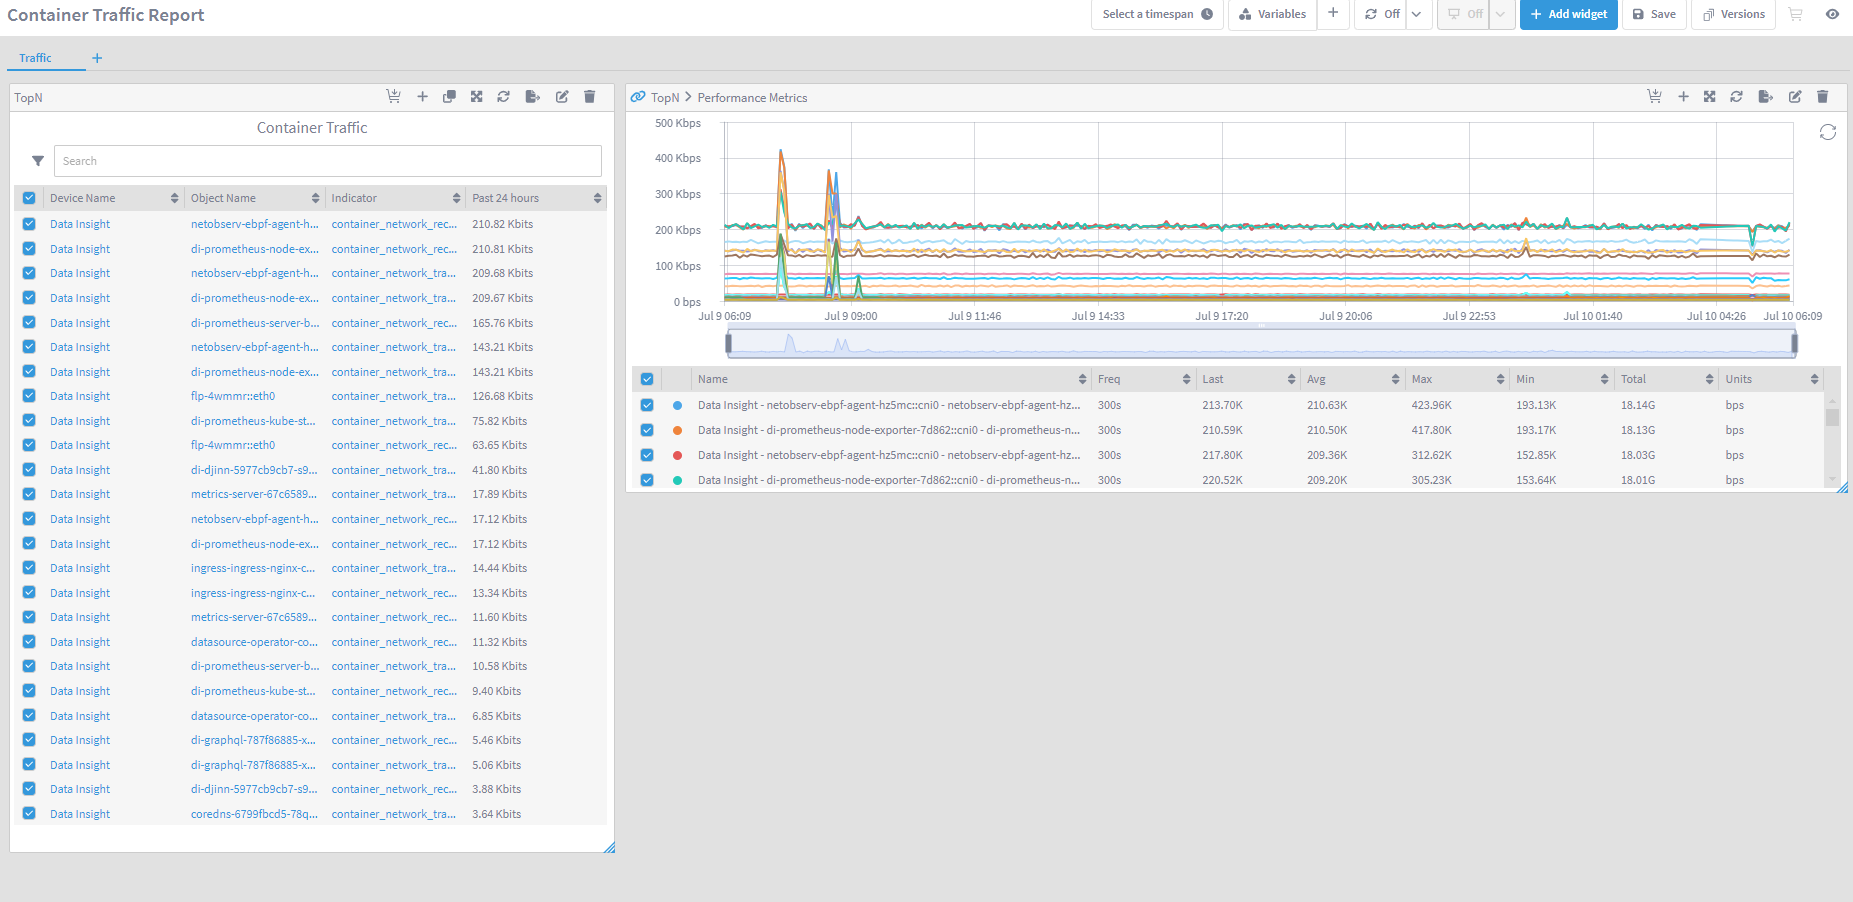 Container Traffic Report
Select a timespan
Variables
+
Off
Off
+ Add widget
Save
Versions
Traffic
+
TopN
Container Traffic
Search
Device Name Object Name Indicator Past 24 hours
Data Insight netobserv-ebpf-agent-h... container_network_rec... 210.82 Kbits
Data Insight di-prometheus-node-ex... container_network_rec... 210.81 Kbits
Data Insight netobserv-ebpf-agent-h... container_network_tra... 209.68 Kbits
Data Insight di-prometheus-node-ex... container_network_tra... 209.67 Kbits
Data Insight di-prometheus-server-b... container_network_rec... 165.76 Kbits
Data Insight netobserv-ebpf-agent-h... container_network_tra... 143.21 Kbits
Data Insight di-prometheus-node-ex... container_network_tra... 143.21 Kbits
Data Insight flp-4wmmr::eth0 container_network_rec... 126.68 Kbits
Data Insight di-prometheus-kube-st... container_network_tra... 75.82 Kbits
Data Insight flp-4wmmr::eth0 container_network_tra... 63.65 Kbits
Data Insight di-djinn-5977cb9cb7-s9... container_network_tra... 41.80 Kbits
Data Insight metrics-server-67c6589... container_network_tra... 17.89 Kbits
Data Insight netobserv-ebpf-agent-h... container_network_rec... 17.12 Kbits
Data Insight di-prometheus-node-ex... container_network_rec... 17.12 Kbits
Data Insight ingress-ingress-nginx-c... container_network_tra... 14.44 Kbits
Data Insight ingress-ingress-nginx-c... container_network_rec... 13.34 Kbits
Data Insight metrics-server-67c6589... container_network_rec... 11.60 Kbits
Data Insight datasource-operator-co... container_network_rec... 11.32 Kbits
Data Insight di-prometheus-server-b... container_network_tra... 10.58 Kbits
Data Insight di-prometheus-kube-st... container_network_rec... 9.40 Kbits
Data Insight datasource-operator-co... container_network_tra... 6.85 Kbits
Data Insight di-graphql-787f86885-x... container_network_rec... 5.46 Kbits
Data Insight di-graphql-787f86885-x... container_network_tra... 5.06 Kbits
Data Insight di-djinn-5977cb9cb7-s9... container_network_rec... 3.88 Kbits
Data Insight coredns-6799fbcd5-78q... container_network_tra... 3.64 Kbits
TopN > Performance Metrics
500 Kbps
400 Kbps
300 Kbps
200 Kbps
100 Kbps
0 bps
Jul 9 06:09 Jul 9 09:00 Jul 9 11:46 Jul 9 14:33 Jul 9 17:20 Jul 9 20:06 Jul 9 22:53 Jul 10 01:40 Jul 10 04:26 Jul 10 06:09
Name Freq Last Avg Max Min Total Units
Data Insight - netobserv-ebpf-agent-hz5mc::cni0 - netobserv-ebpf-agent-hz... 300s 213.70K 210.63K 423.96K 193.13K 18.14G bps
Data Insight - di-prometheus-node-exporter-7d862::cni0 - di-prometheus-n... 300s 210.59K 210.50K 417.80K 193.17K 18.13G bps
Data Insight - netobserv-ebpf-agent-hz5mc::cni0 - netobserv-ebpf-agent-hz... 300s 217.80K 209.36K 312.62K 152.85K 18.03G bps
Data Insight - di-prometheus-node-exporter-7d862::cni0 - di-prometheus-n... 300s 220.52K 209.20K 305.23K 153.64K 18.01G bps